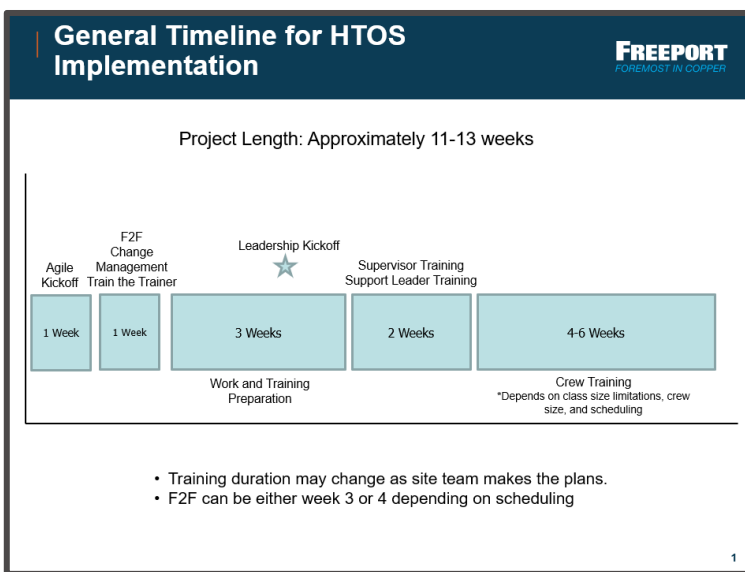 General Timeline for HTOS
Implementation
FREEPORT
FOREMOST IN COPPER
Project Length: Approximately 11-13 weeks
Agile
Kickoff
F2F
Change
Management
Train the Trainer
Leadership Kickoff
Supervisor Training
Support Leader Training
1 Week
1 Week
3 Weeks
2 Weeks
4-6 Weeks
Work and Training
Preparation
Crew Training
*Depends on class size limitations, crew
size, and scheduling
• Training duration may change as site team makes the plans.
• F2F can be either week 3 or 4 depending on scheduling
1